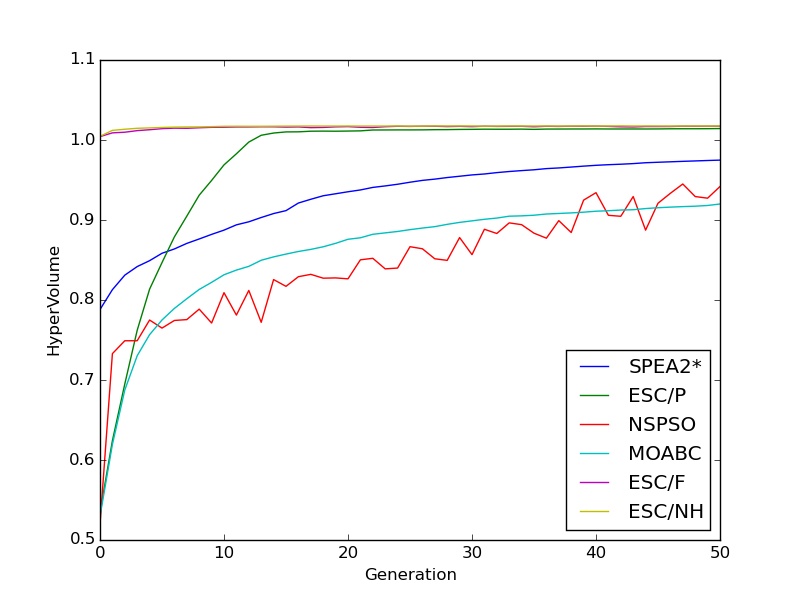 1.1
1.0
0.9
0.8
0.7
0.6
0.5
HyperVolume
0 10 20 30 40 50
Generation
SPEA2*
ESC/P
NSPSO
MOABC
ESC/F
ESC/NH